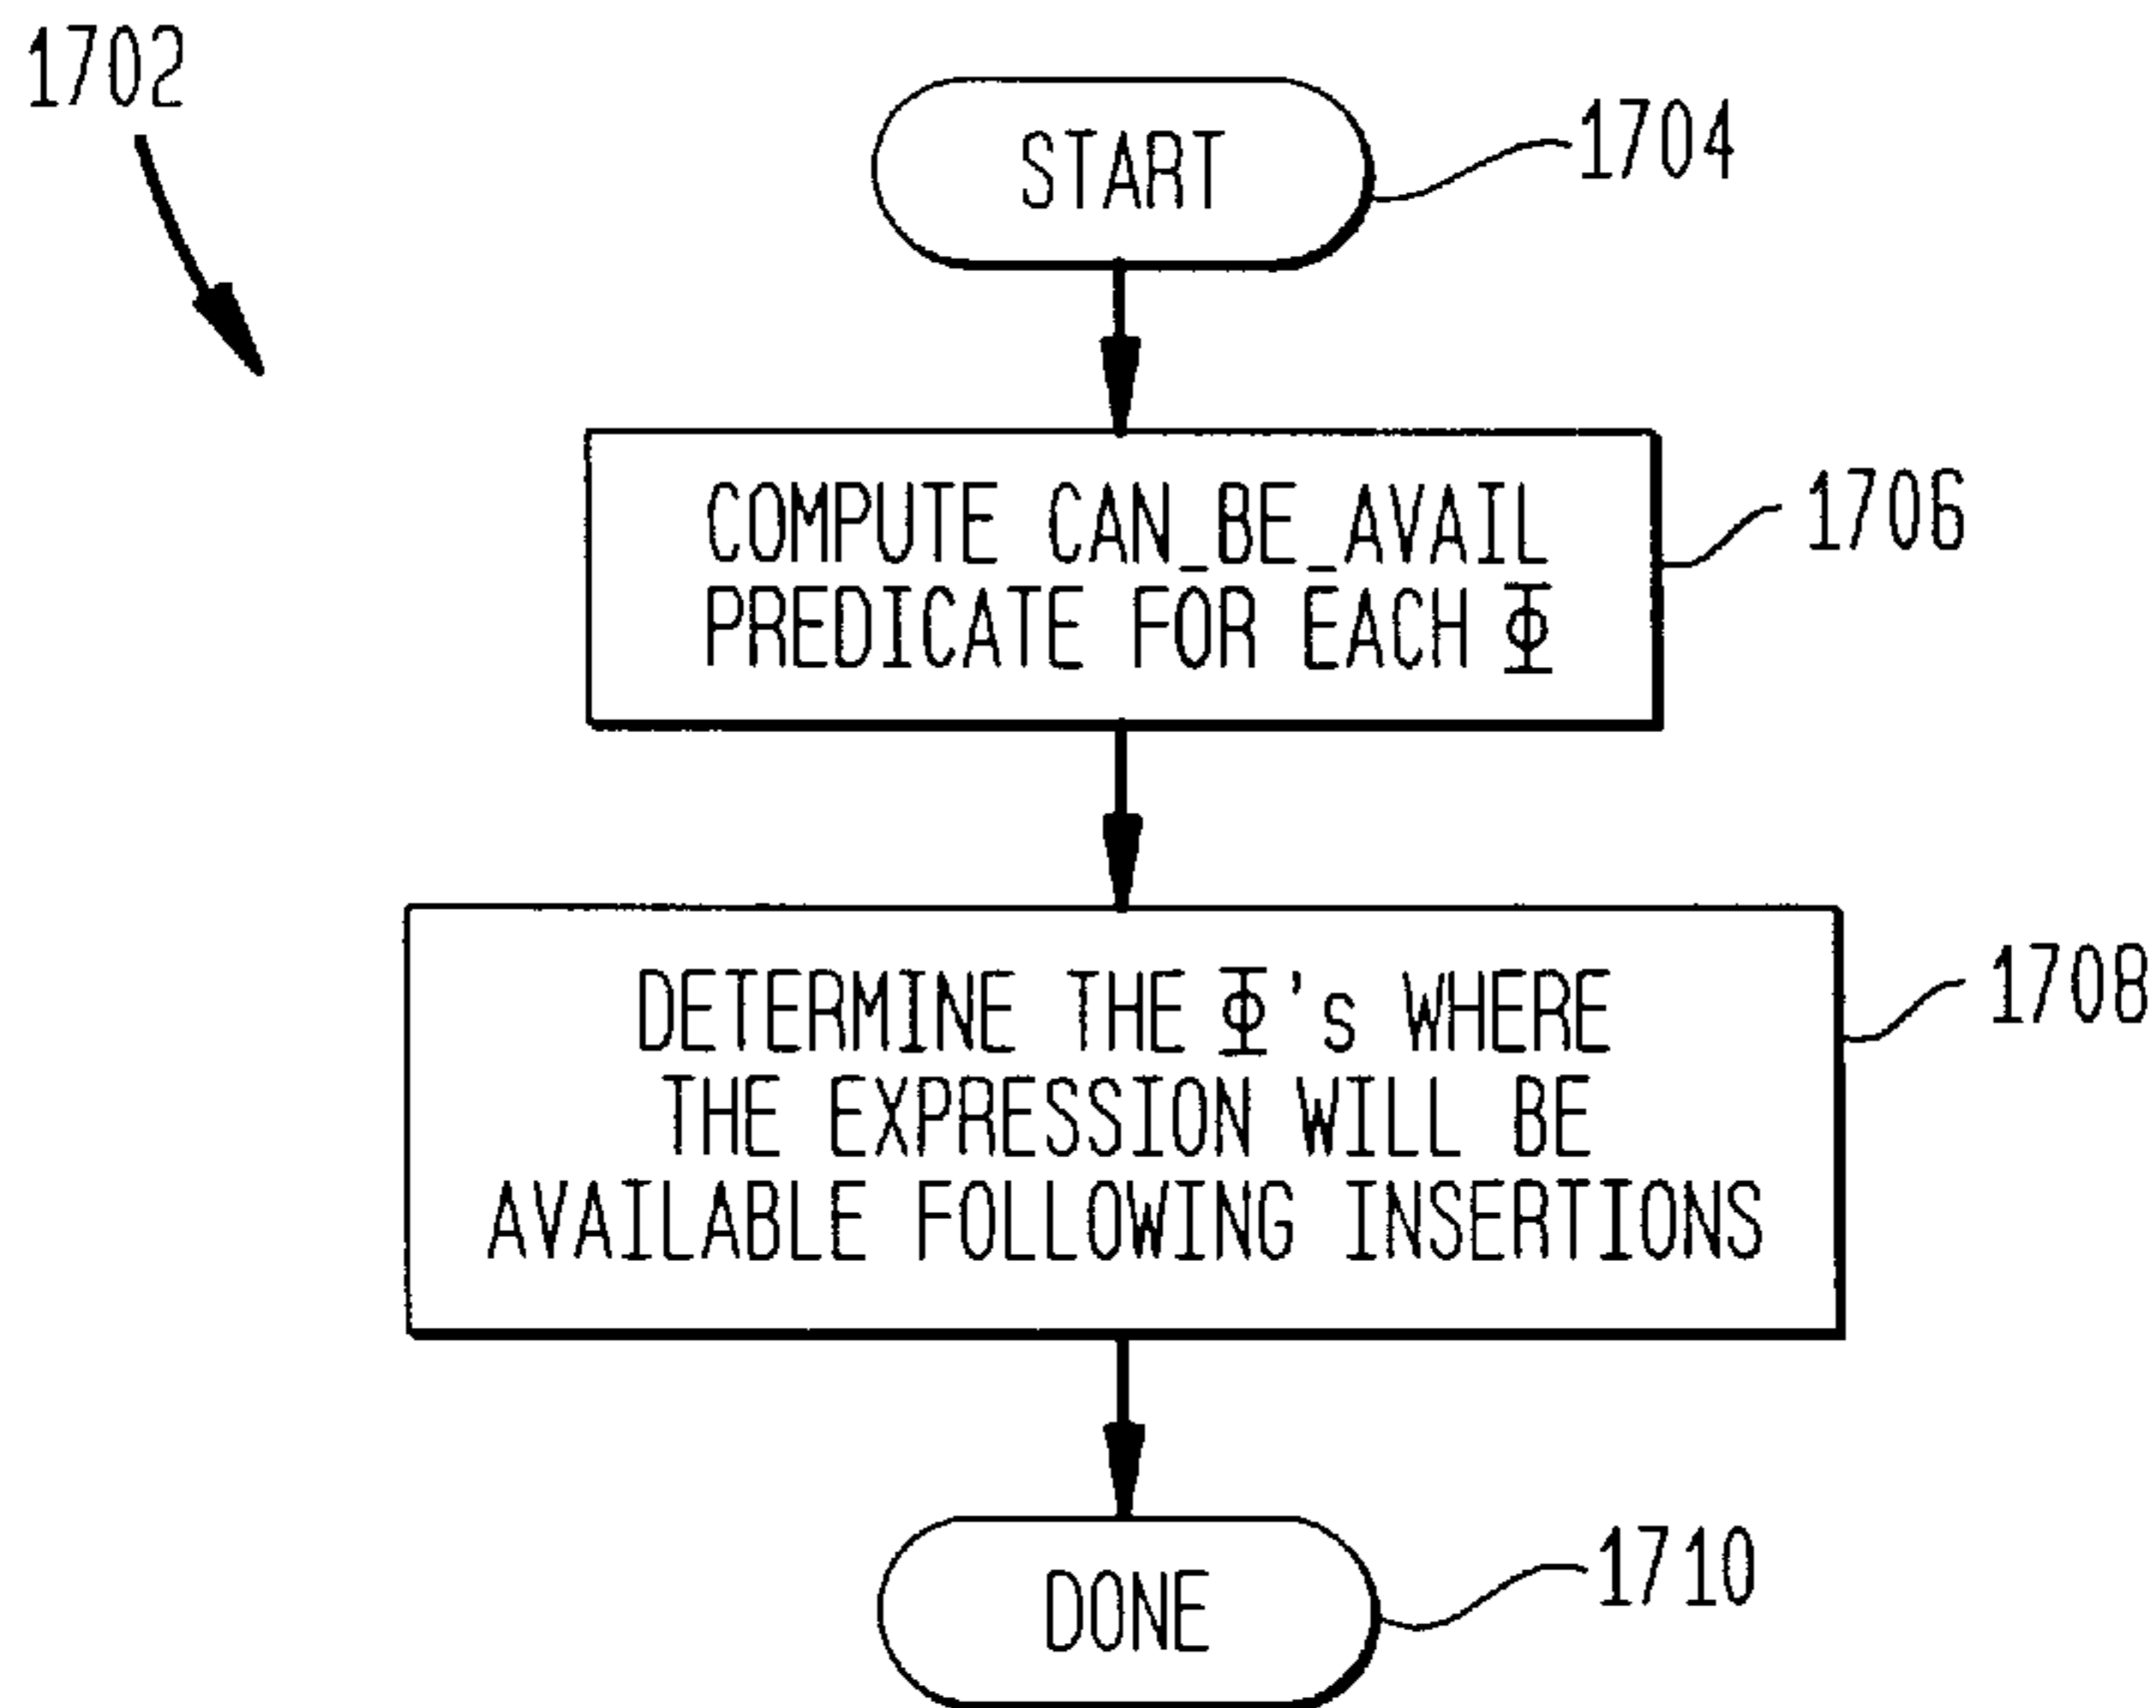 1702
START
1704
COMPUTE CAN_BE_AVAIL
PREDICATE FOR EACH Φ
1706
DETERMINE THE Φ's WHERE
THE EXPRESSION WILL BE
AVAILABLE FOLLOWING INSERTIONS
1708
DONE
1710